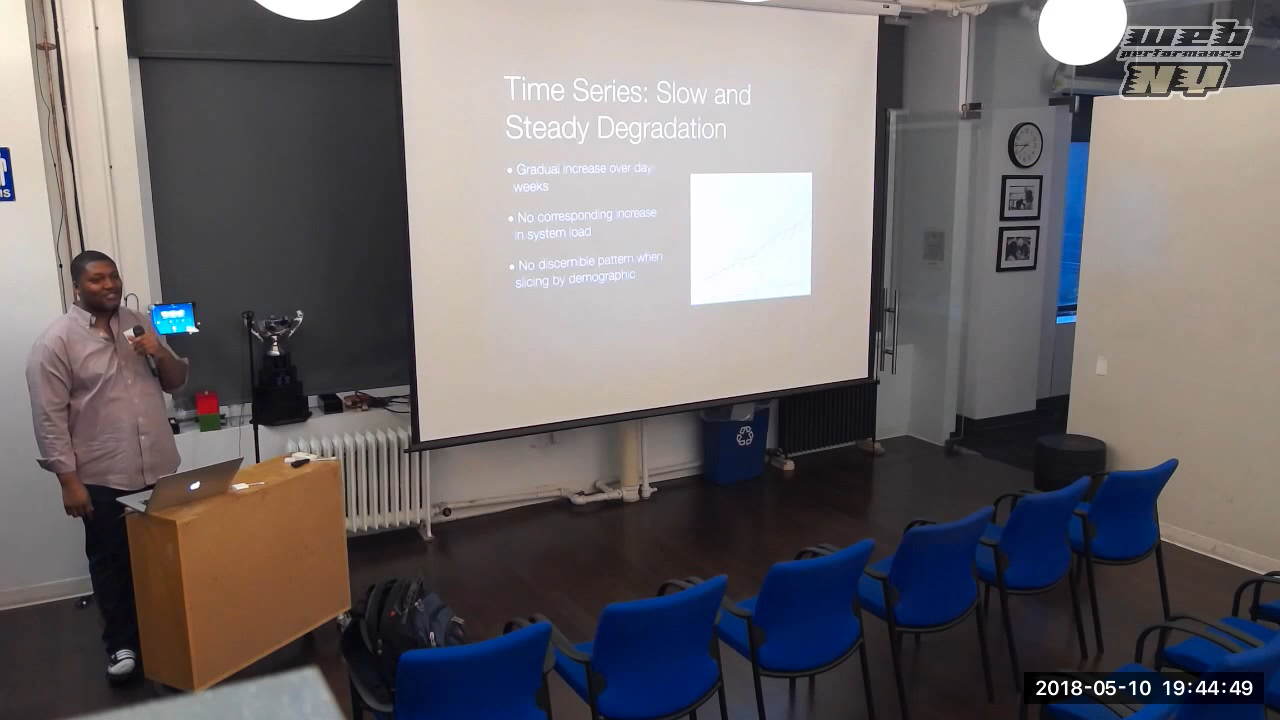 web
performance
NY
Time Series: Slow and
Steady Degradation
• Gradual increase over day
weeks
• No corresponding increase
in system load
• No discernible pattern when
slicing by demographic
2018-05-10 19:44:49